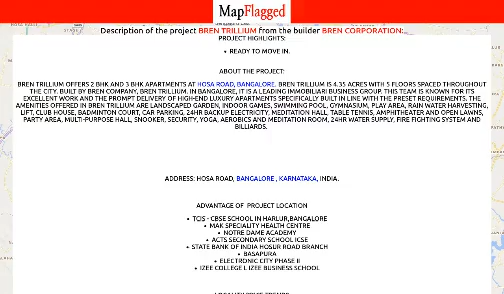 MapFlagged
Description of the project BREN TRILLIUM from the builder BREN CORPORATION:
PROJECT HIGHLIGHTS:
READY TO MOVE IN.
ABOUT THE PROJECT:
BREN TRILLIUM OFFERS 2 BHK AND 3 BHK APARTMENTS AT HOSA ROAD, BANGALORE. BREN TRILLIUM IS 4.35 ACRES WITH 5 FLOORS SPACED THROUGHOUT
THE CITY. BUILT BY BREN COMPANY, BREN TRILLIUM. IN BANGALORE, IT IS A LEADING IMMOBILIARI BUSINESS GROUP. THIS TEAM IS KNOWN FOR ITS
EXCELLENT WORK AND THE PROMPT DELIVERY OF HIGH-END LUXURY APARTMENTS SPECIFICALLY BUILT IN LINE WITH THE PRESET REQUIREMENTS. THE
AMENITIES OFFERED IN BREN TRILLIUM ARE LANDSCAPED GARDEN, INDOOR GAMES, SWIMMING POOL, GYMNASIUM, PLAY AREA, RAIN WATER HARVESTING,
LIFT, CLUB HOUSE, BADMINTON COURT, CAR PARKING, 24HR BACKUP ELECTRICITY, MEDITATION HALL, TABLE TENNIS, AMPHITHEATER AND OPEN LAWNS,
PARTY AREA, MULTI-PURPOSE HALL, SNOOKER, SECURITY, YOGA, AEROBICS AND MEDITATION ROOM, 24HR WATER SUPPLY, FIRE FIGHTING SYSTEM AND
BILLIARDS.
ADDRESS: HOSA ROAD, BANGALORE , KARNATAKA, INDIA.
ADVANTAGE OF PROJECT LOCATION
TCIS - CBSE SCHOOL IN HARLUR,BANGALORE
MAK SPECIALITY HEALTH CENTRE
NOTRE DAME ACADEMY
ACTS SECONDARY SCHOOL ICSE
STATE BANK OF INDIA HOSUR ROAD BRANCH
BASAPURA
ELECTRONIC CITY PHASE II
IZEE COLLEGE L IZEE BUSINESS SCHOOL